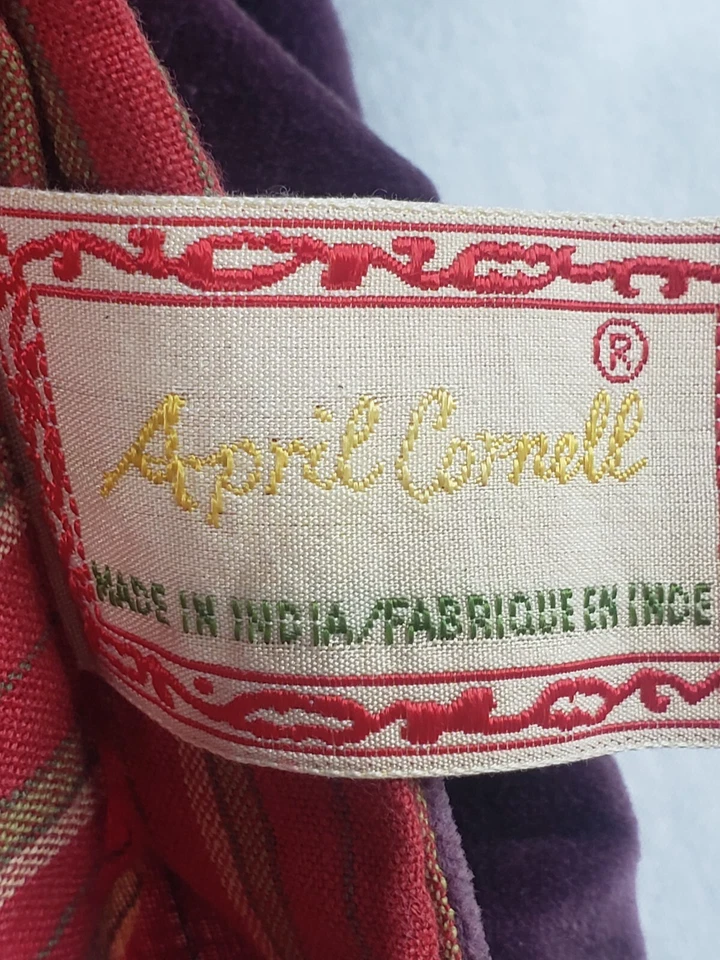 ®
April Cornell
MADE IN INDIA/FABRIQUE EN INDE